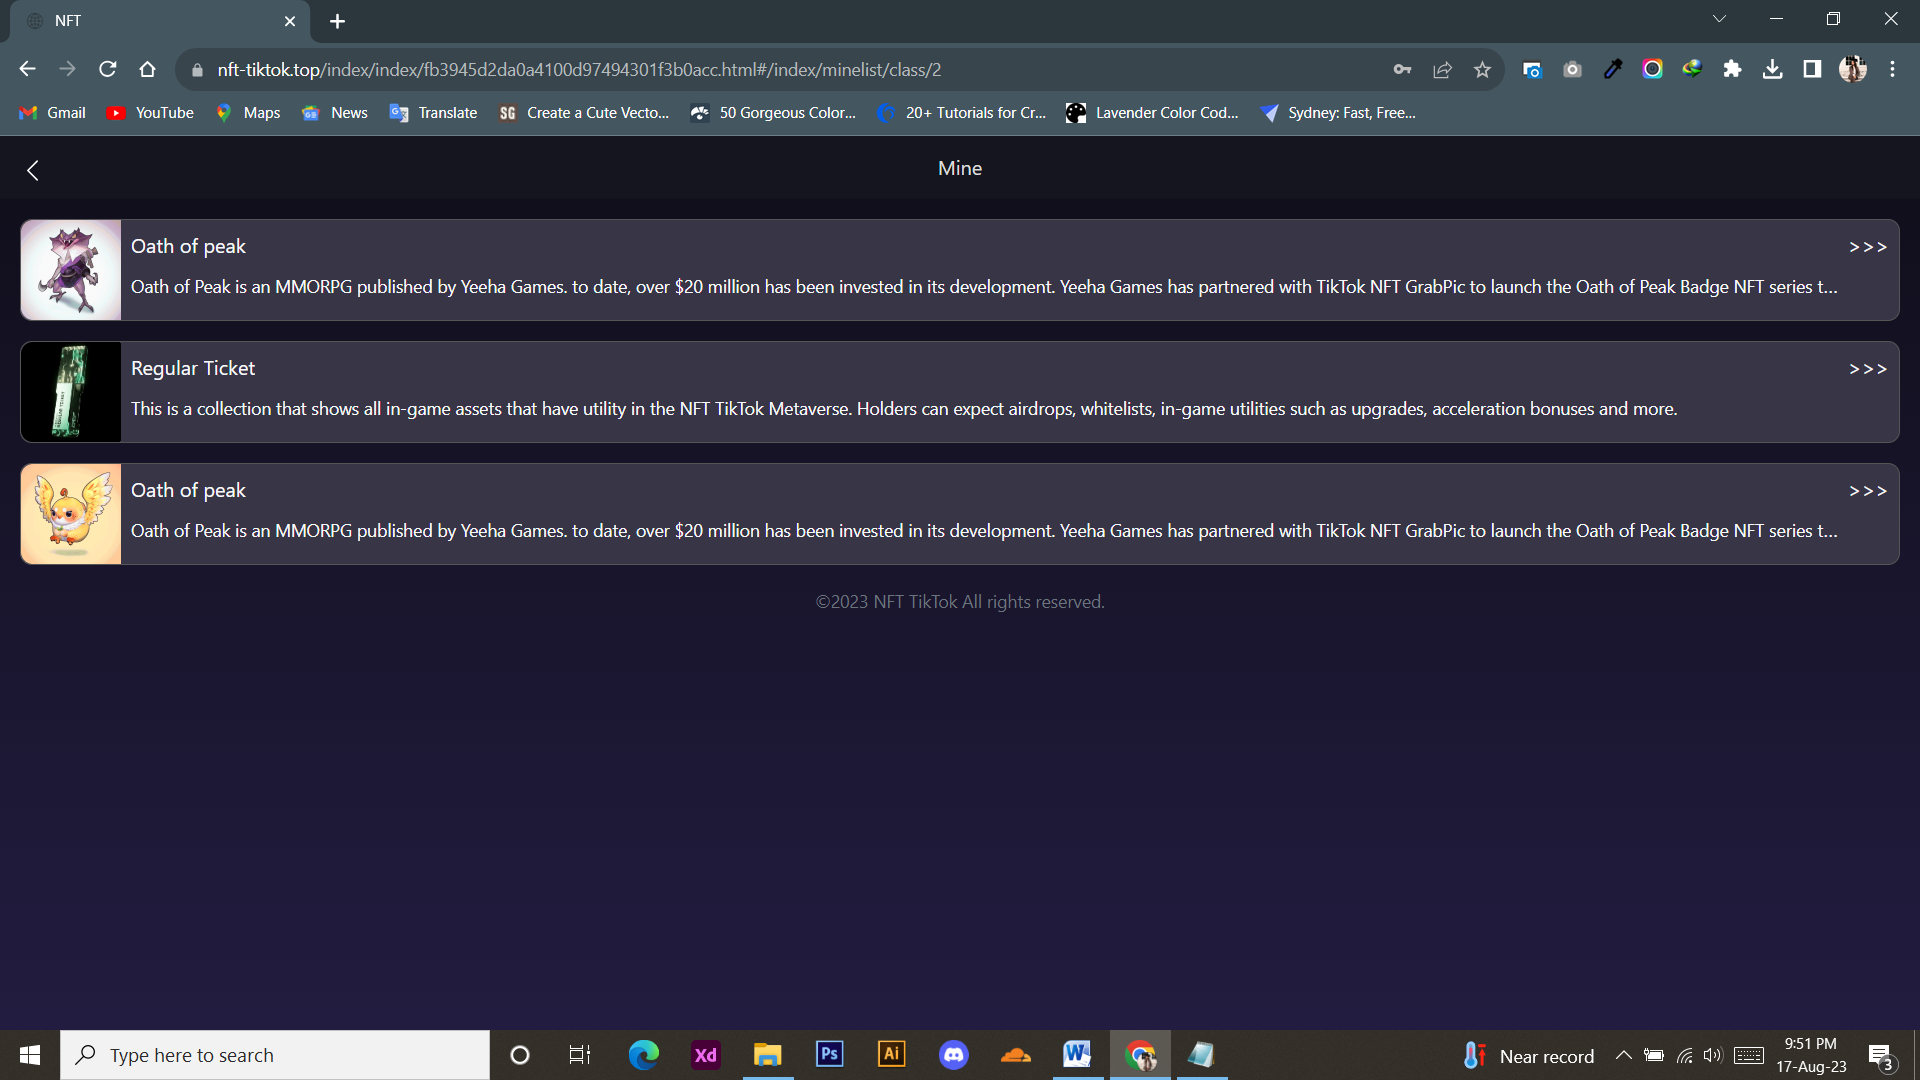 NFT
nft-tiktok.top/index/index/fb3945d2da0a4100d97494301f3b0acc.html#/index/minelist/class/2
Gmail YouTube Maps News Translate SG Create a Cute Vecto... 50 Gorgeous Color... 20+ Tutorials for Cr... Lavender Color Cod... Sydney: Fast, Free...
Mine
Oath of peak >>>
Oath of Peak is an MMORPG published by Yeeha Games. to date, over $20 million has been invested in its development. Yeeha Games has partnered with TikTok NFT GrabPic to launch the Oath of Peak Badge NFT series t...
Regular Ticket >>>
This is a collection that shows all in-game assets that have utility in the NFT TikTok Metaverse. Holders can expect airdrops, whitelists, in-game utilities such as upgrades, acceleration bonuses and more.
Oath of peak >>>
Oath of Peak is an MMORPG published by Yeeha Games. to date, over $20 million has been invested in its development. Yeeha Games has partnered with TikTok NFT GrabPic to launch the Oath of Peak Badge NFT series t...
©2023 NFT TikTok All rights reserved.
Type here to search Xd Ps Ai W Near record 9:51 PM
17-Aug-23 3